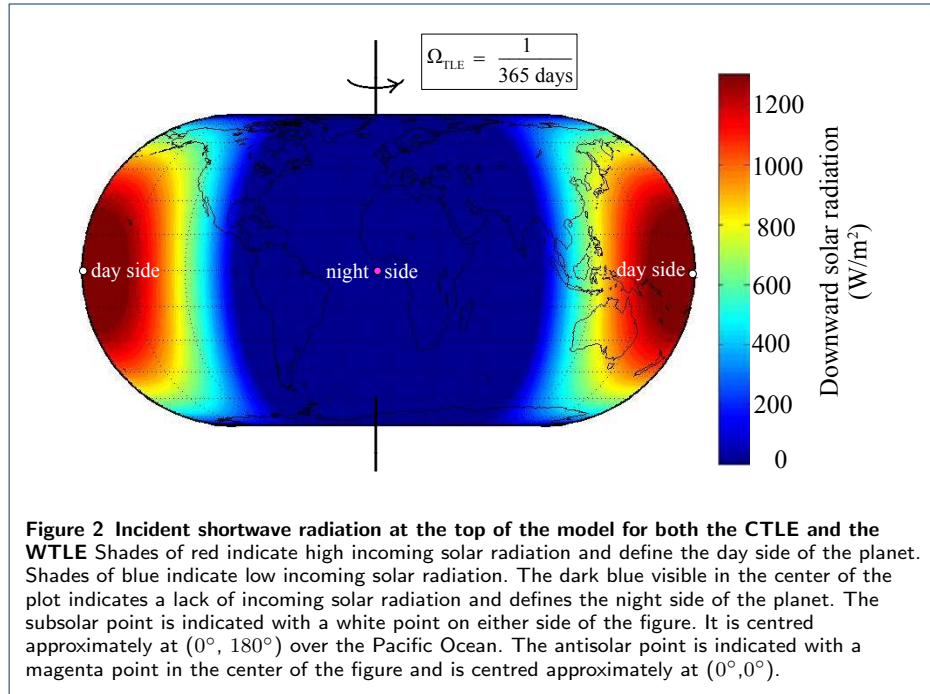 Ω_TLE = 1
365 days
1200
1000
800
600
400
200
0
Downward solar radiation
(W/m²)
day side
night side
day side
Figure 2 Incident shortwave radiation at the top of the model for both the CTLE and the
WTLE Shades of red indicate high incoming solar radiation and define the day side of the planet.
Shades of blue indicate low incoming solar radiation. The dark blue visible in the center of the
plot indicates a lack of incoming solar radiation and defines the night side of the planet. The
subsolar point is indicated with a white point on either side of the figure. It is centred
approximately at (0°, 180°) over the Pacific Ocean. The antisolar point is indicated with a
magenta point in the center of the figure and is centred approximately at (0°,0°).